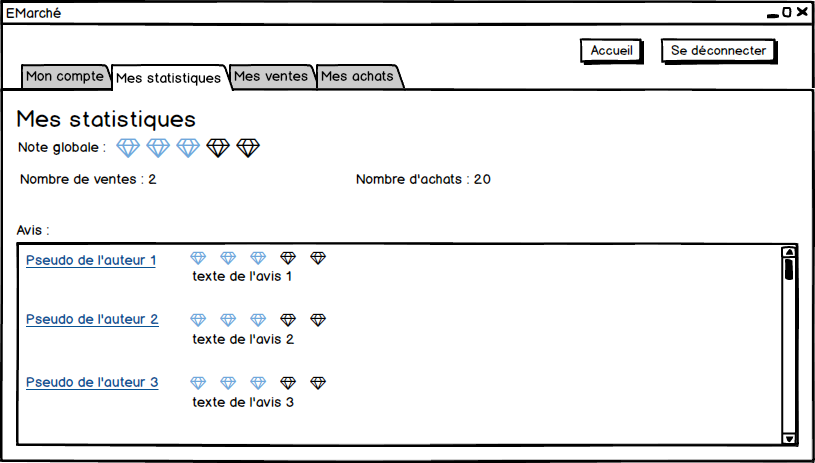 EMarché
Accueil
Se déconnecter
Mon compte
Mes statistiques
Mes ventes
Mes achats
Mes statistiques
Note globale :
Nombre de ventes : 2
Nombre d'achats : 20
Avis :
Pseudo de l'auteur 1
texte de l'avis 1
Pseudo de l'auteur 2
texte de l'avis 2
Pseudo de l'auteur 3
texte de l'avis 3